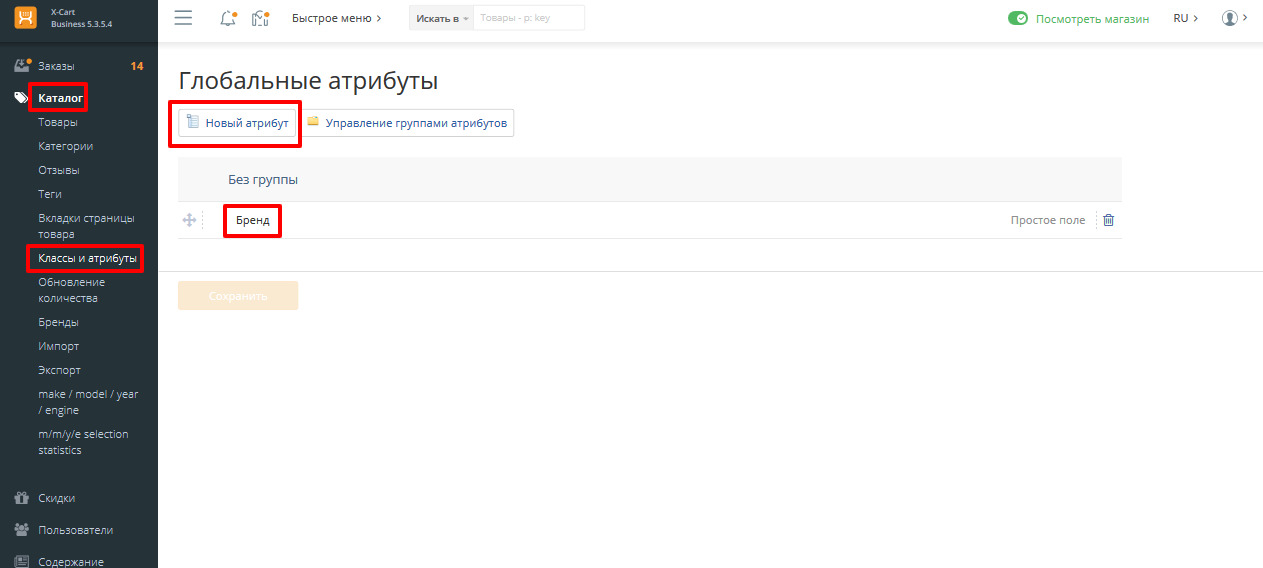 X-Cart
Business 5.3.5.4
Быстрое меню
Искать в
Товары - p: key
Посмотреть магазин
RU
Заказы 14
Каталог
Товары
Категории
Отзывы
Теги
Вкладки страницы
товара
Классы и атрибуты
Обновление
количества
Бренды
Импорт
Экспорт
make / model / year
/ engine
m/m/y/e selection
statistics
Скидки
Пользователи
Содержание
Глобальные атрибуты
Новый атрибут
Управление группами атрибутов
Без группы
Бренд
Простое поле
Сохранить